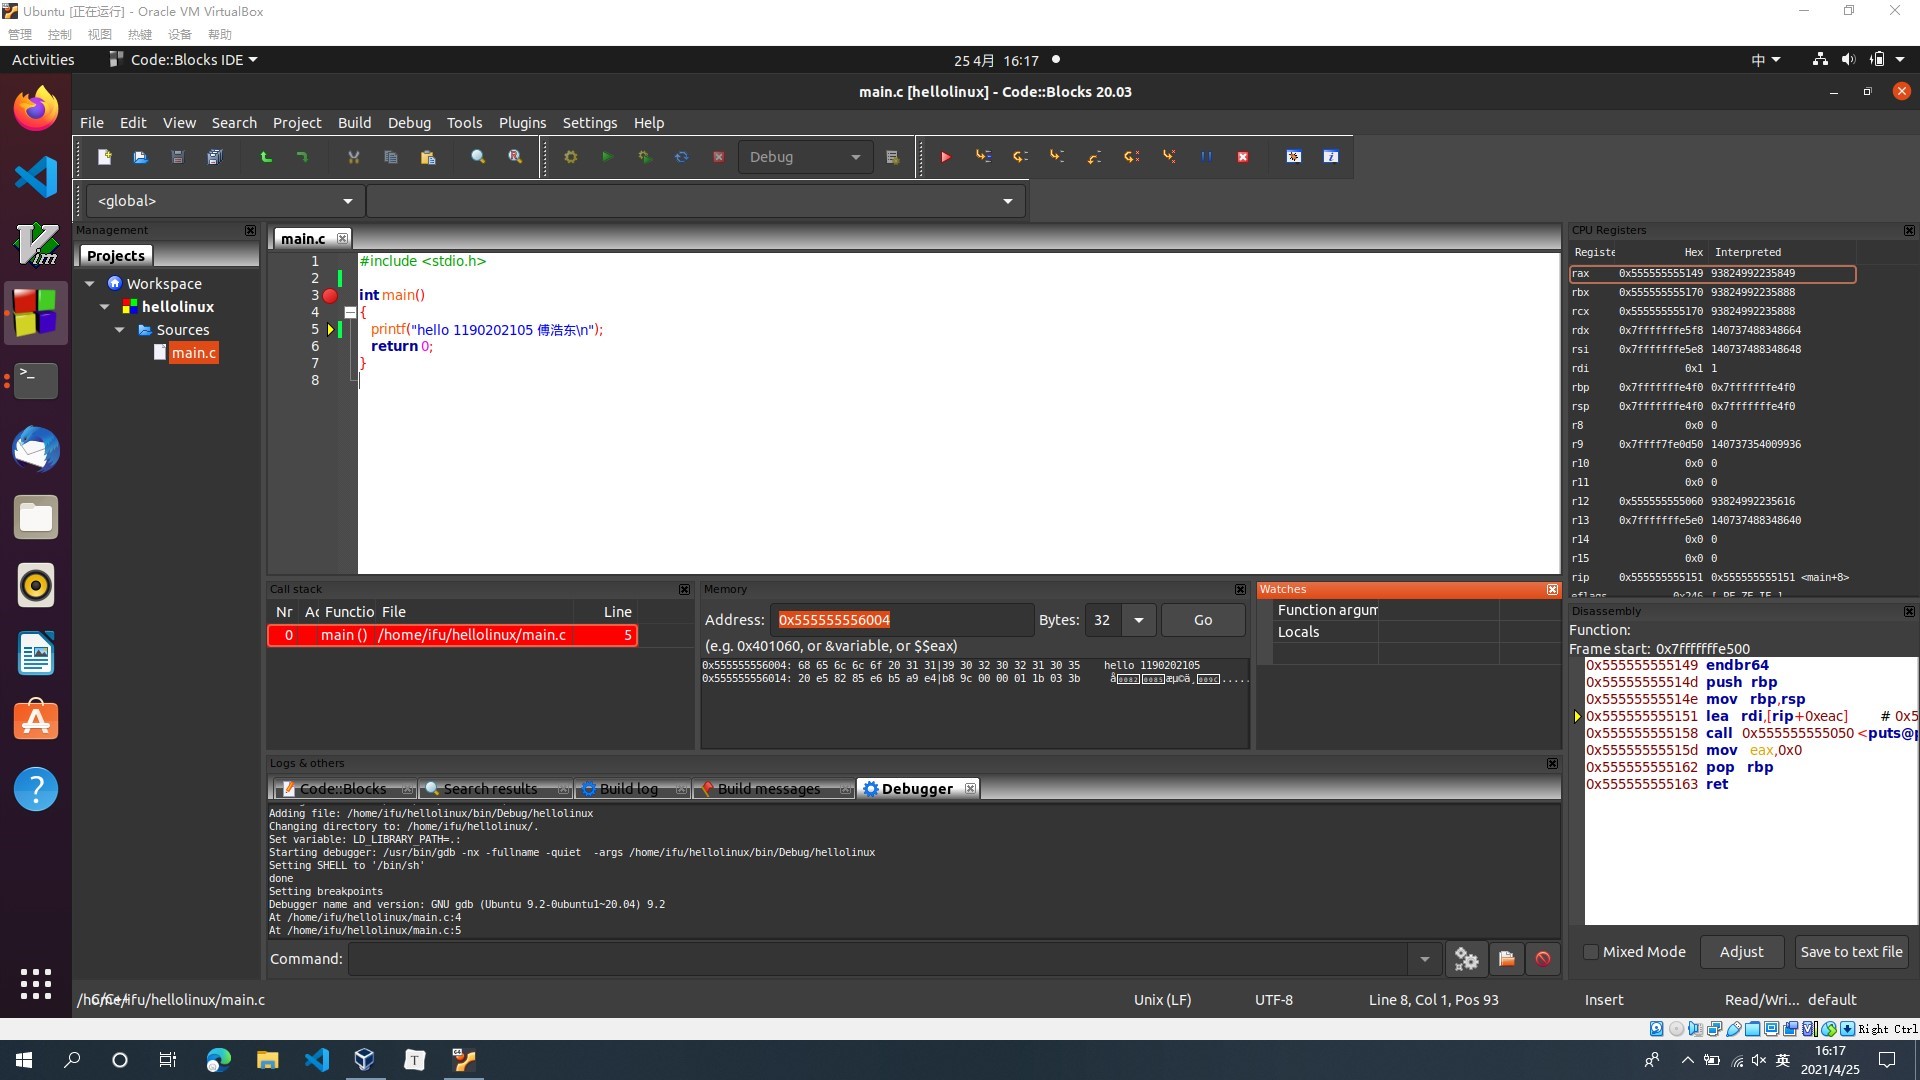 Ubuntu [正在运行] - Oracle VM VirtualBox
管理 控制 视图 热键 设备 帮助
Activities Code::Blocks IDE 25 4月 16:17 中
main.c [hellolinux] - Code::Blocks 20.03
File Edit View Search Project Build Debug Tools Plugins Settings Help
Debug
<global>
Management
Projects
Workspace
hellolinux
Sources
main.c
main.c
1 #include <stdio.h>
2
3 int main()
4 {
5 printf("hello 1190202105 傅浩东\n");
6 return 0;
7 }
8
CPU Registers
Registe Hex Interpreted
rax 0x555555555149 93824992235849
rbx 0x555555555170 93824992235888
rcx 0x555555555170 93824992235888
rdx 0x7fffffffe5f8 140737488348664
rsi 0x7fffffffe5e8 140737488348648
rdi 0x1 1
rbp 0x7fffffffe4f0 0x7fffffffe4f0
rsp 0x7fffffffe4f0 0x7fffffffe4f0
r8 0x0 0
r9 0x7ffff7fe0d50 140737354009936
r10 0x0 0
r11 0x0 0
r12 0x555555555060 93824992235616
r13 0x7fffffffe5e0 140737488348640
r14 0x0 0
r15 0x0 0
rip 0x555555555151 0x555555555151 <main+8>
eflags 0x246 [ PF ZF IF ]
Call stack
Nr Ac Functio File Line
0 main () /home/ifu/hellolinux/main.c 5
Memory
Address: 0x555555556004 Bytes: 32 Go
(e.g. 0x401060, or &variable, or $$eax)
0x555555556004: 68 65 6c 6c 6f 20 31 31|39 30 32 30 32 31 30 35 hello 1190202105
0x555555556014: 20 e5 82 85 e6 b5 a9 e4|b8 9c 00 00 01 1b 03 3b å æµ©ä¸ .....
Watches
Function argum
Locals
Disassembly
Function:
Frame start: 0x7fffffffe500
0x555555555149 endbr64
0x55555555514d push rbp
0x55555555514e mov rbp,rsp
0x555555555151 lea rdi,[rip+0xeac] # 0x5
0x555555555158 call 0x555555555050 <puts@p
0x55555555515d mov eax,0x0
0x555555555162 pop rbp
0x555555555163 ret
Mixed Mode Adjust Save to text file
Logs & others
Code::Blocks Search results Build log Build messages Debugger
Adding file: /home/ifu/hellolinux/bin/Debug/hellolinux
Changing directory to: /home/ifu/hellolinux/.
Set variable: LD_LIBRARY_PATH=.:
Starting debugger: /usr/bin/gdb -nx -fullname -quiet -args /home/ifu/hellolinux/bin/Debug/hellolinux
Setting SHELL to '/bin/sh'
done
Setting breakpoints
Debugger name and version: GNU gdb (Ubuntu 9.2-0ubuntu1~20.04) 9.2
At /home/ifu/hellolinux/main.c:4
At /home/ifu/hellolinux/main.c:5
Command:
/home/ifu/hellolinux/main.c C/C++ Unix (LF) UTF-8 Line 8, Col 1, Pos 93 Insert Read/Wri... default
Right Ctrl
英 16:17
2021/4/25